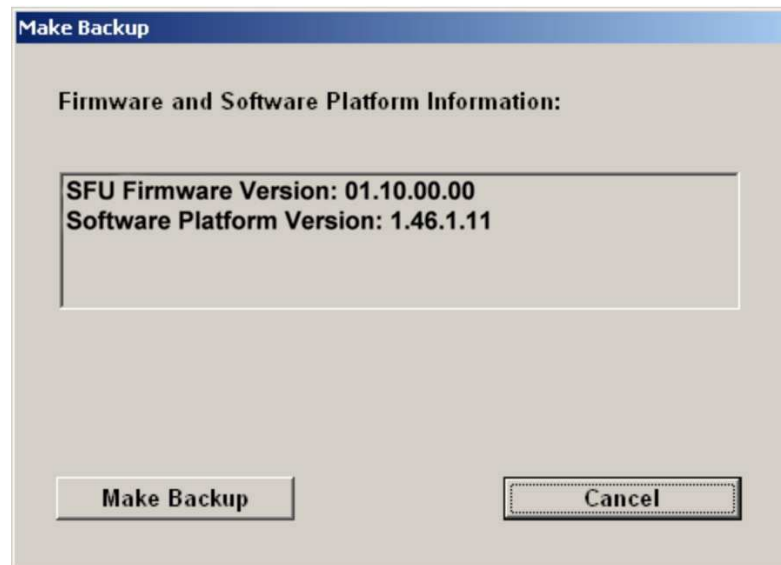 Make Backup
Firmware and Software Platform Information:
SFU Firmware Version: 01.10.00.00
Software Platform Version: 1.46.1.11
Make Backup
Cancel